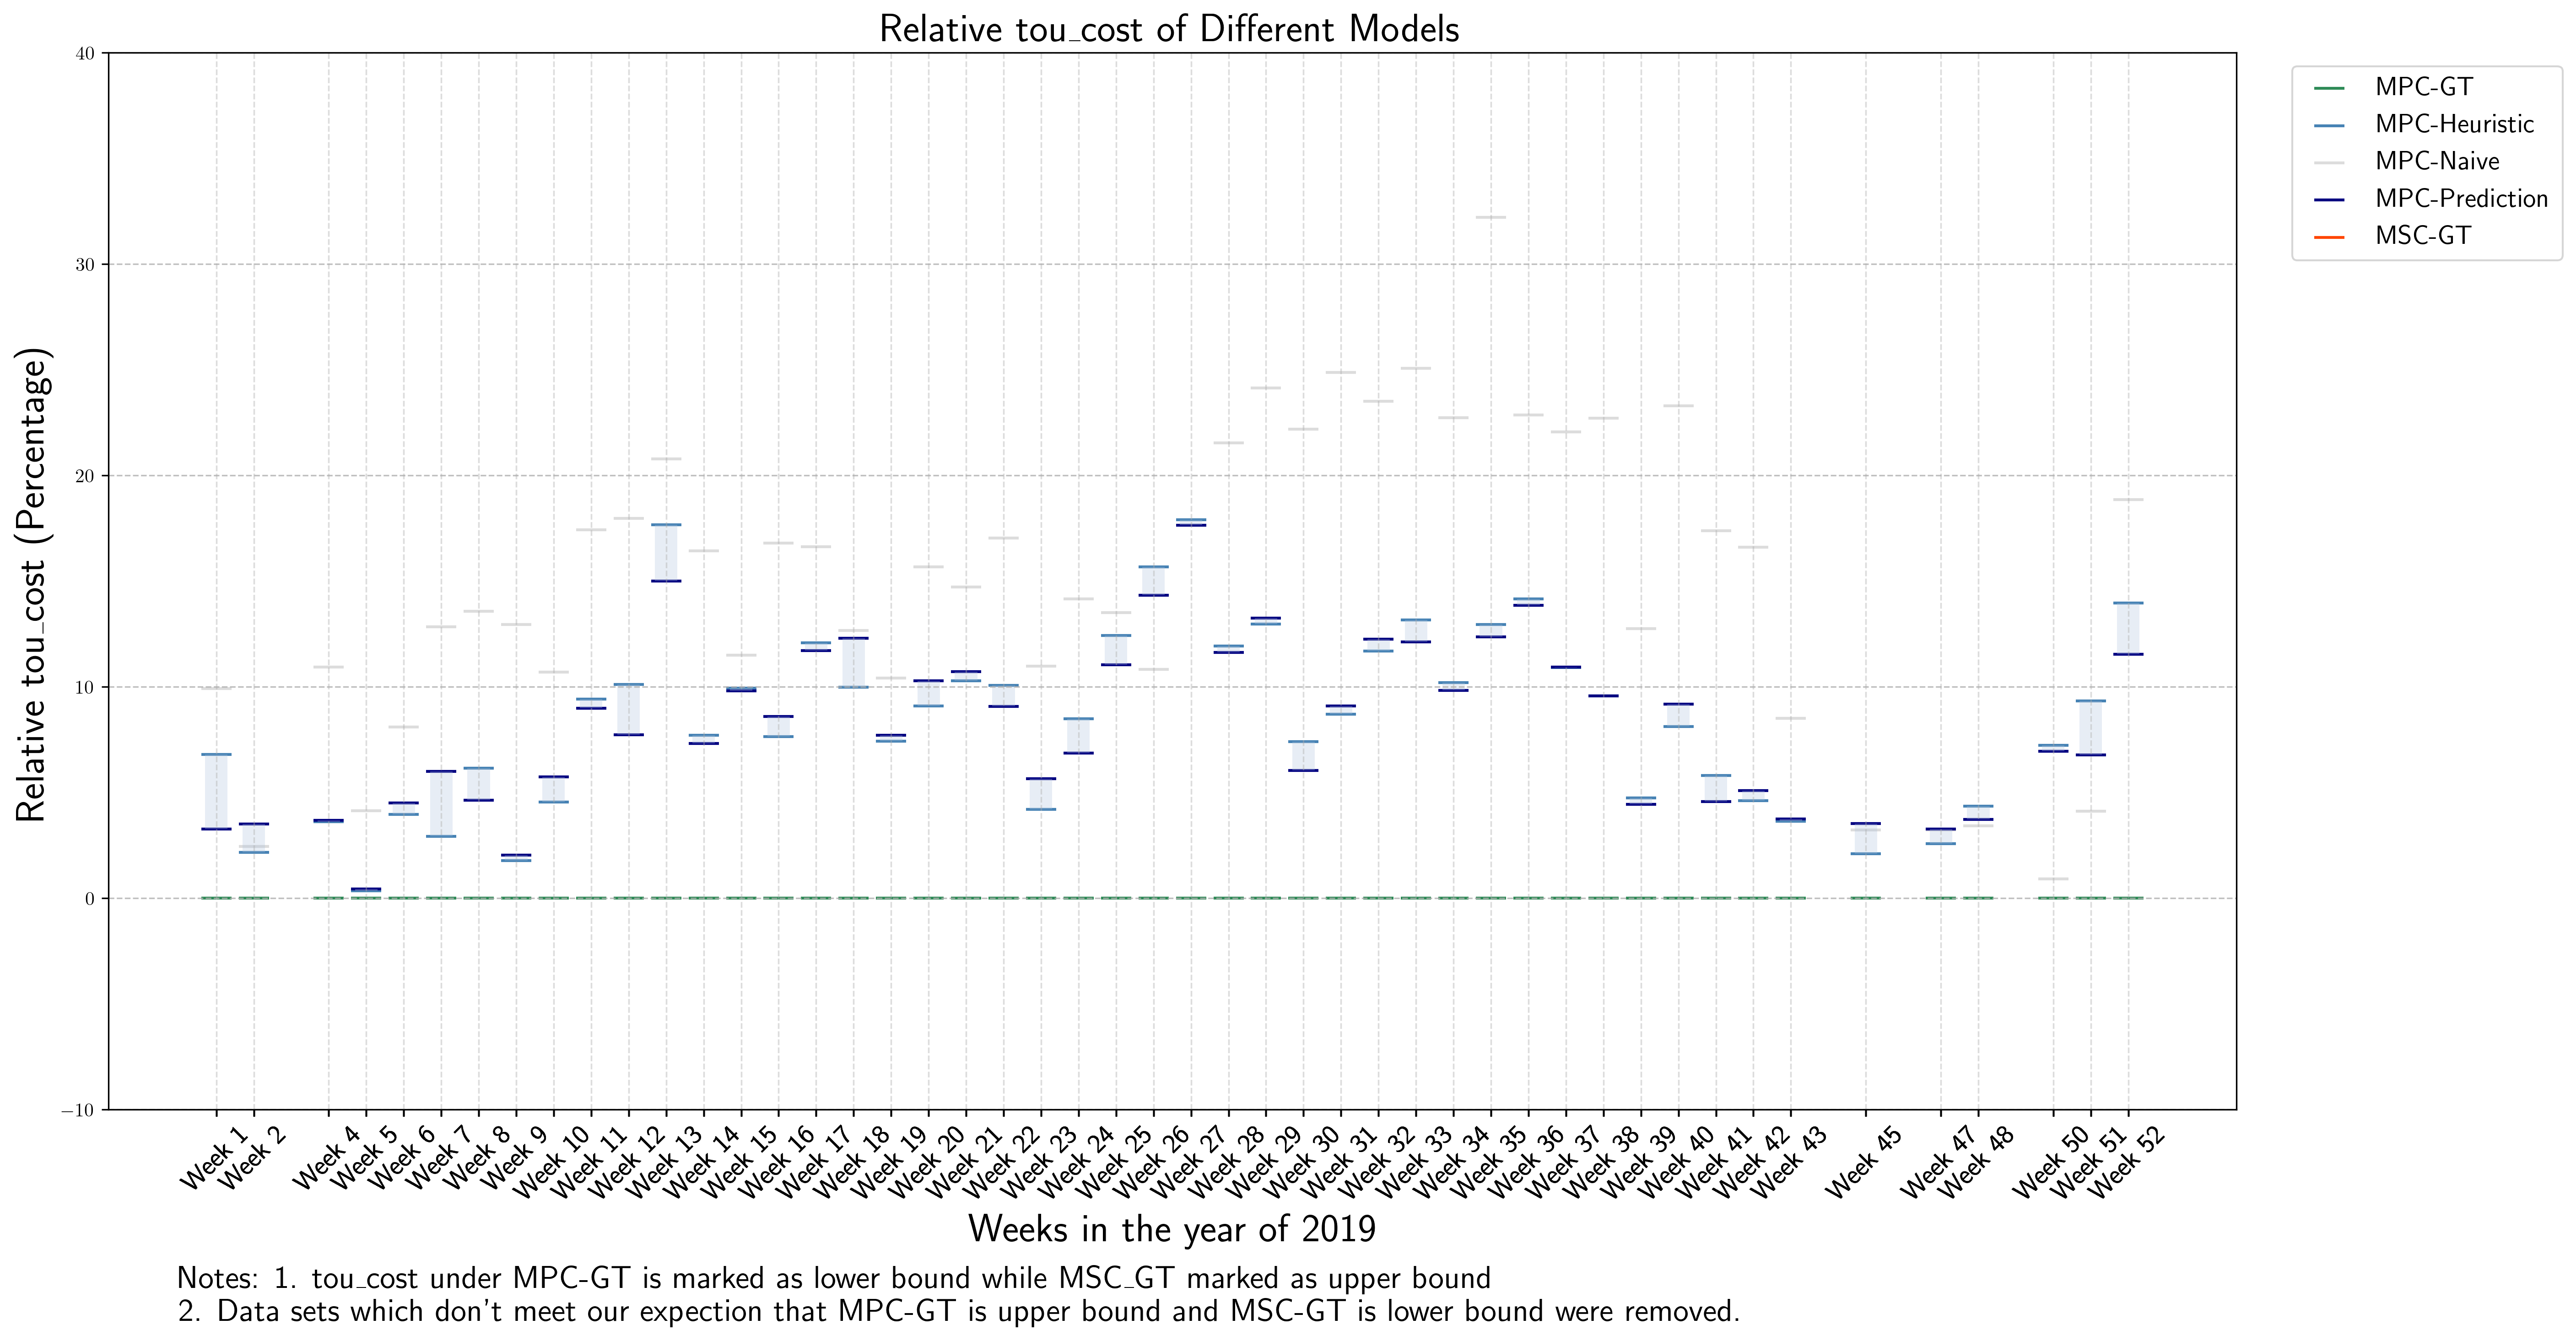 Relative tou_cost of Different Models
40
30
20
10
0
−10
Relative tou_cost (Percentage)
MPC-GT
MPC-Heuristic
MPC-Naive
MPC-Prediction
MSC-GT
Week 1
Week 2
Week 4
Week 5
Week 6
Week 7
Week 8
Week 9
Week 10
Week 11
Week 12
Week 13
Week 14
Week 15
Week 16
Week 17
Week 18
Week 19
Week 20
Week 21
Week 22
Week 23
Week 24
Week 25
Week 26
Week 27
Week 28
Week 29
Week 30
Week 31
Week 32
Week 33
Week 34
Week 35
Week 36
Week 37
Week 38
Week 39
Week 40
Week 41
Week 42
Week 43
Week 45
Week 47
Week 48
Week 50
Week 51
Week 52
Weeks in the year of 2019
Notes: 1. tou_cost under MPC-GT is marked as lower bound while MSC_GT marked as upper bound
2. Data sets which don't meet our expection that MPC-GT is upper bound and MSC-GT is lower bound were removed.